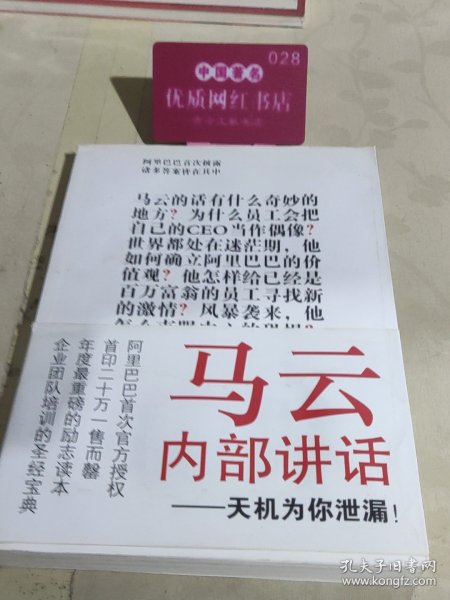 028
中国著名
优质网红书店
阿里巴巴首次披露
诸多答案皆在其中
马云的话有什么奇妙的
地方？为什么员工会把
自己的CEO当作偶像？
世界都处在迷茫期，他
如何确立阿里巴巴的价
值观？他怎样给已经是
百万富翁的员工寻找新
的激情？风暴袭来，他
马云
内部讲话
——天机为你泄漏！
阿里巴巴首次官方授权
首印二十万一售而罄
年度最重磅的励志读本
企业团队培训的圣经宝典
孔夫子旧书网
www.kongfz.com